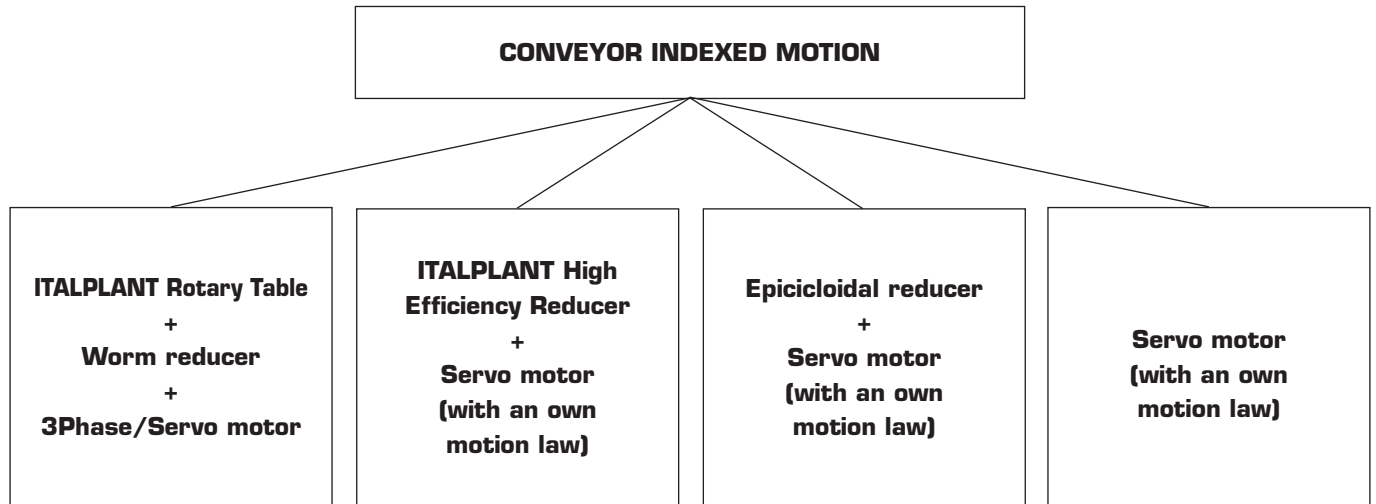 CONVEYOR INDEXED MOTION
ITALPLANT Rotary Table
+
Worm reducer
+
3Phase/Servo motor
ITALPLANT High
Efficiency Reducer
+
Servo motor
(with an own
motion law)
Epicicloidal reducer
+
Servo motor
(with an own
motion law)
Servo motor
(with an own
motion law)